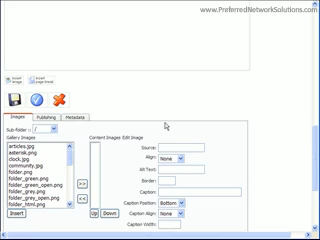 www.PreferredNetworkSolutions.com
Insert Image
Insert page break
Images Publishing Metadata
Sub-folder :: /
Gallery Images Content Images Edit Image
articles.jpg
asterisk.png
clock.jpg
community.jpg
folder.png
folder_green.png
folder_green_open.png
folder_grey.png
folder_grey_open.png
folder_html.png
Source:
Align: None
Alt Text:
Border:
Caption:
>>
Caption Position: Bottom
<<
Insert Up Down Caption Align: None
Caption Width: